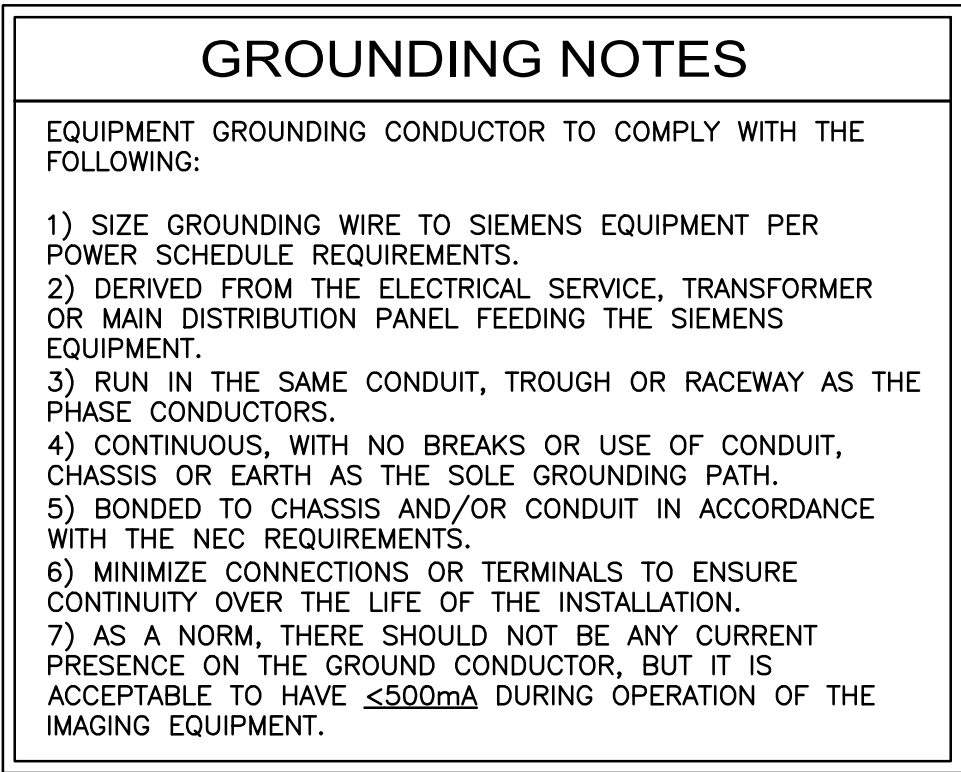 GROUNDING NOTES
EQUIPMENT GROUNDING CONDUCTOR TO COMPLY WITH THE
FOLLOWING:
1) SIZE GROUNDING WIRE TO SIEMENS EQUIPMENT PER
POWER SCHEDULE REQUIREMENTS.
2) DERIVED FROM THE ELECTRICAL SERVICE, TRANSFORMER
OR MAIN DISTRIBUTION PANEL FEEDING THE SIEMENS
EQUIPMENT.
3) RUN IN THE SAME CONDUIT, TROUGH OR RACEWAY AS THE
PHASE CONDUCTORS.
4) CONTINUOUS, WITH NO BREAKS OR USE OF CONDUIT,
CHASSIS OR EARTH AS THE SOLE GROUNDING PATH.
5) BONDED TO CHASSIS AND/OR CONDUIT IN ACCORDANCE
WITH THE NEC REQUIREMENTS.
6) MINIMIZE CONNECTIONS OR TERMINALS TO ENSURE
CONTINUITY OVER THE LIFE OF THE INSTALLATION.
7) AS A NORM, THERE SHOULD NOT BE ANY CURRENT
PRESENCE ON THE GROUND CONDUCTOR, BUT IT IS
ACCEPTABLE TO HAVE <500mA DURING OPERATION OF THE
IMAGING EQUIPMENT.